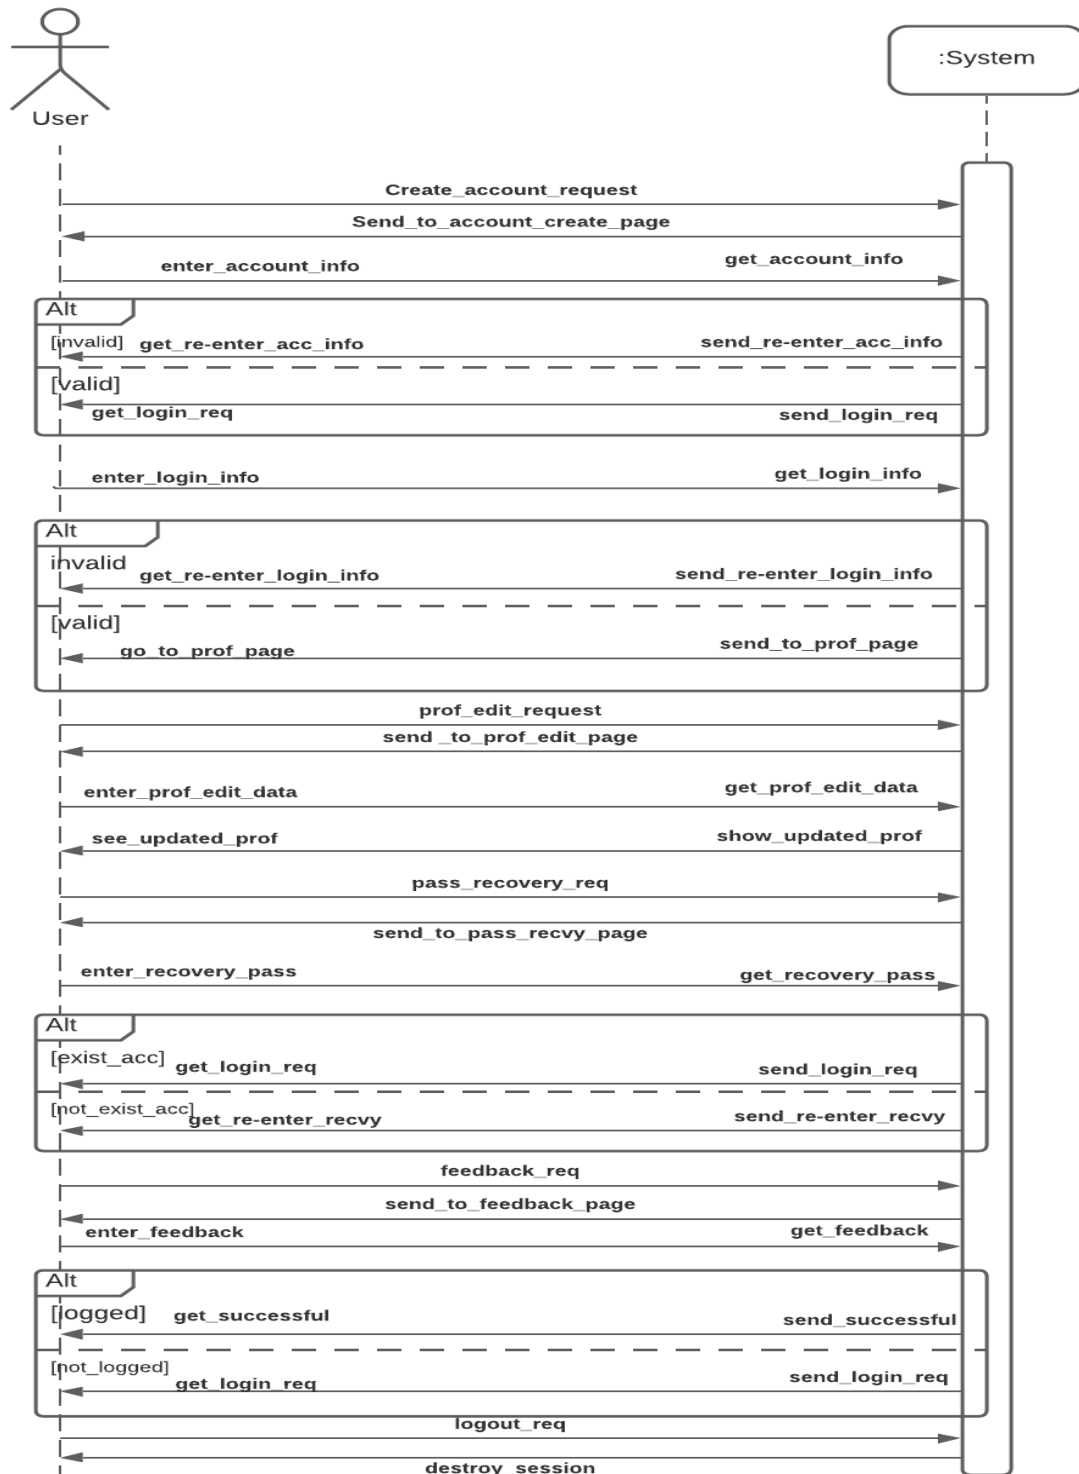 :System
User
Create_account_request
Send_to_account_create_page
enter_account_info get_account_info
Alt
[invalid] get_re-enter_acc_info send_re-enter_acc_info
[valid]
get_login_req send_login_req
enter_login_info get_login_info
Alt
invalid
get_re-enter_login_info send_re-enter_login_info
[valid]
go_to_prof_page send_to_prof_page
prof_edit_request
send _to_prof_edit_page
enter_prof_edit_data get_prof_edit_data
see_updated_prof show_updated_prof
pass_recovery_req
send_to_pass_recvy_page
enter_recovery_pass get_recovery_pass
Alt
[exist_acc] get_login_req send_login_req
[not_exist_acc] get_re-enter_recvy send_re-enter_recvy
feedback_req
send_to_feedback_page
enter_feedback get_feedback
Alt
[logged] get_successful send_successful
[not_logged]
get_login_req send_login_req
logout_req
destroy_session